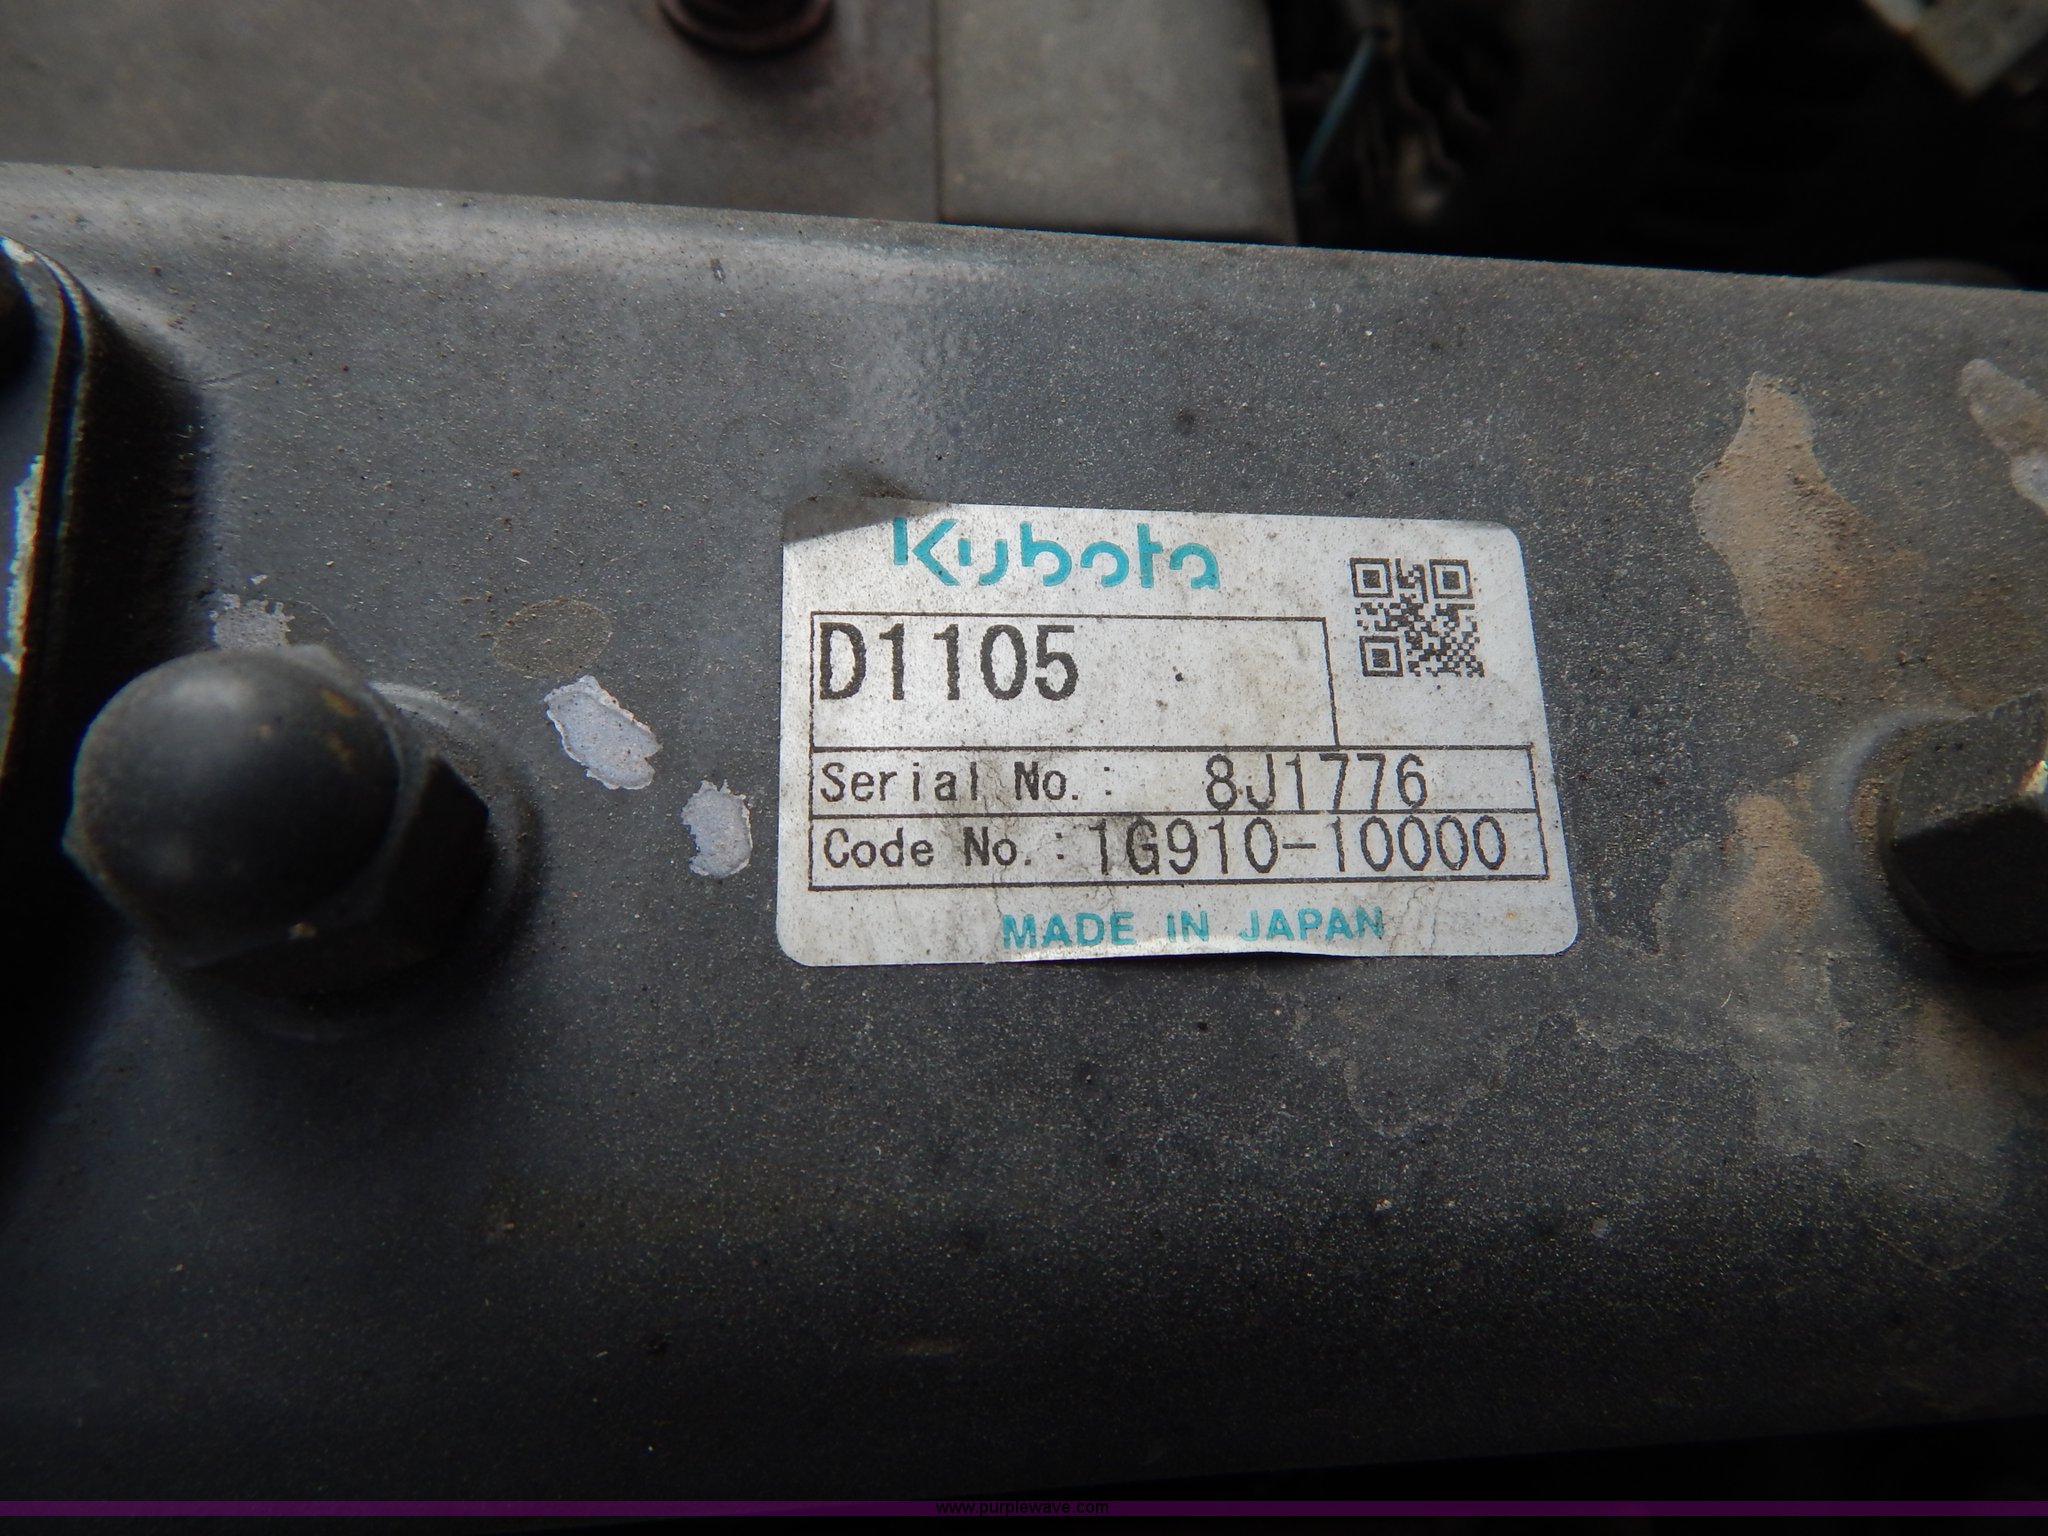 Kubota
D1105
Serial No.: 8J1776
Code No.: 1G910-10000
MADE IN JAPAN
www.purplewave.com